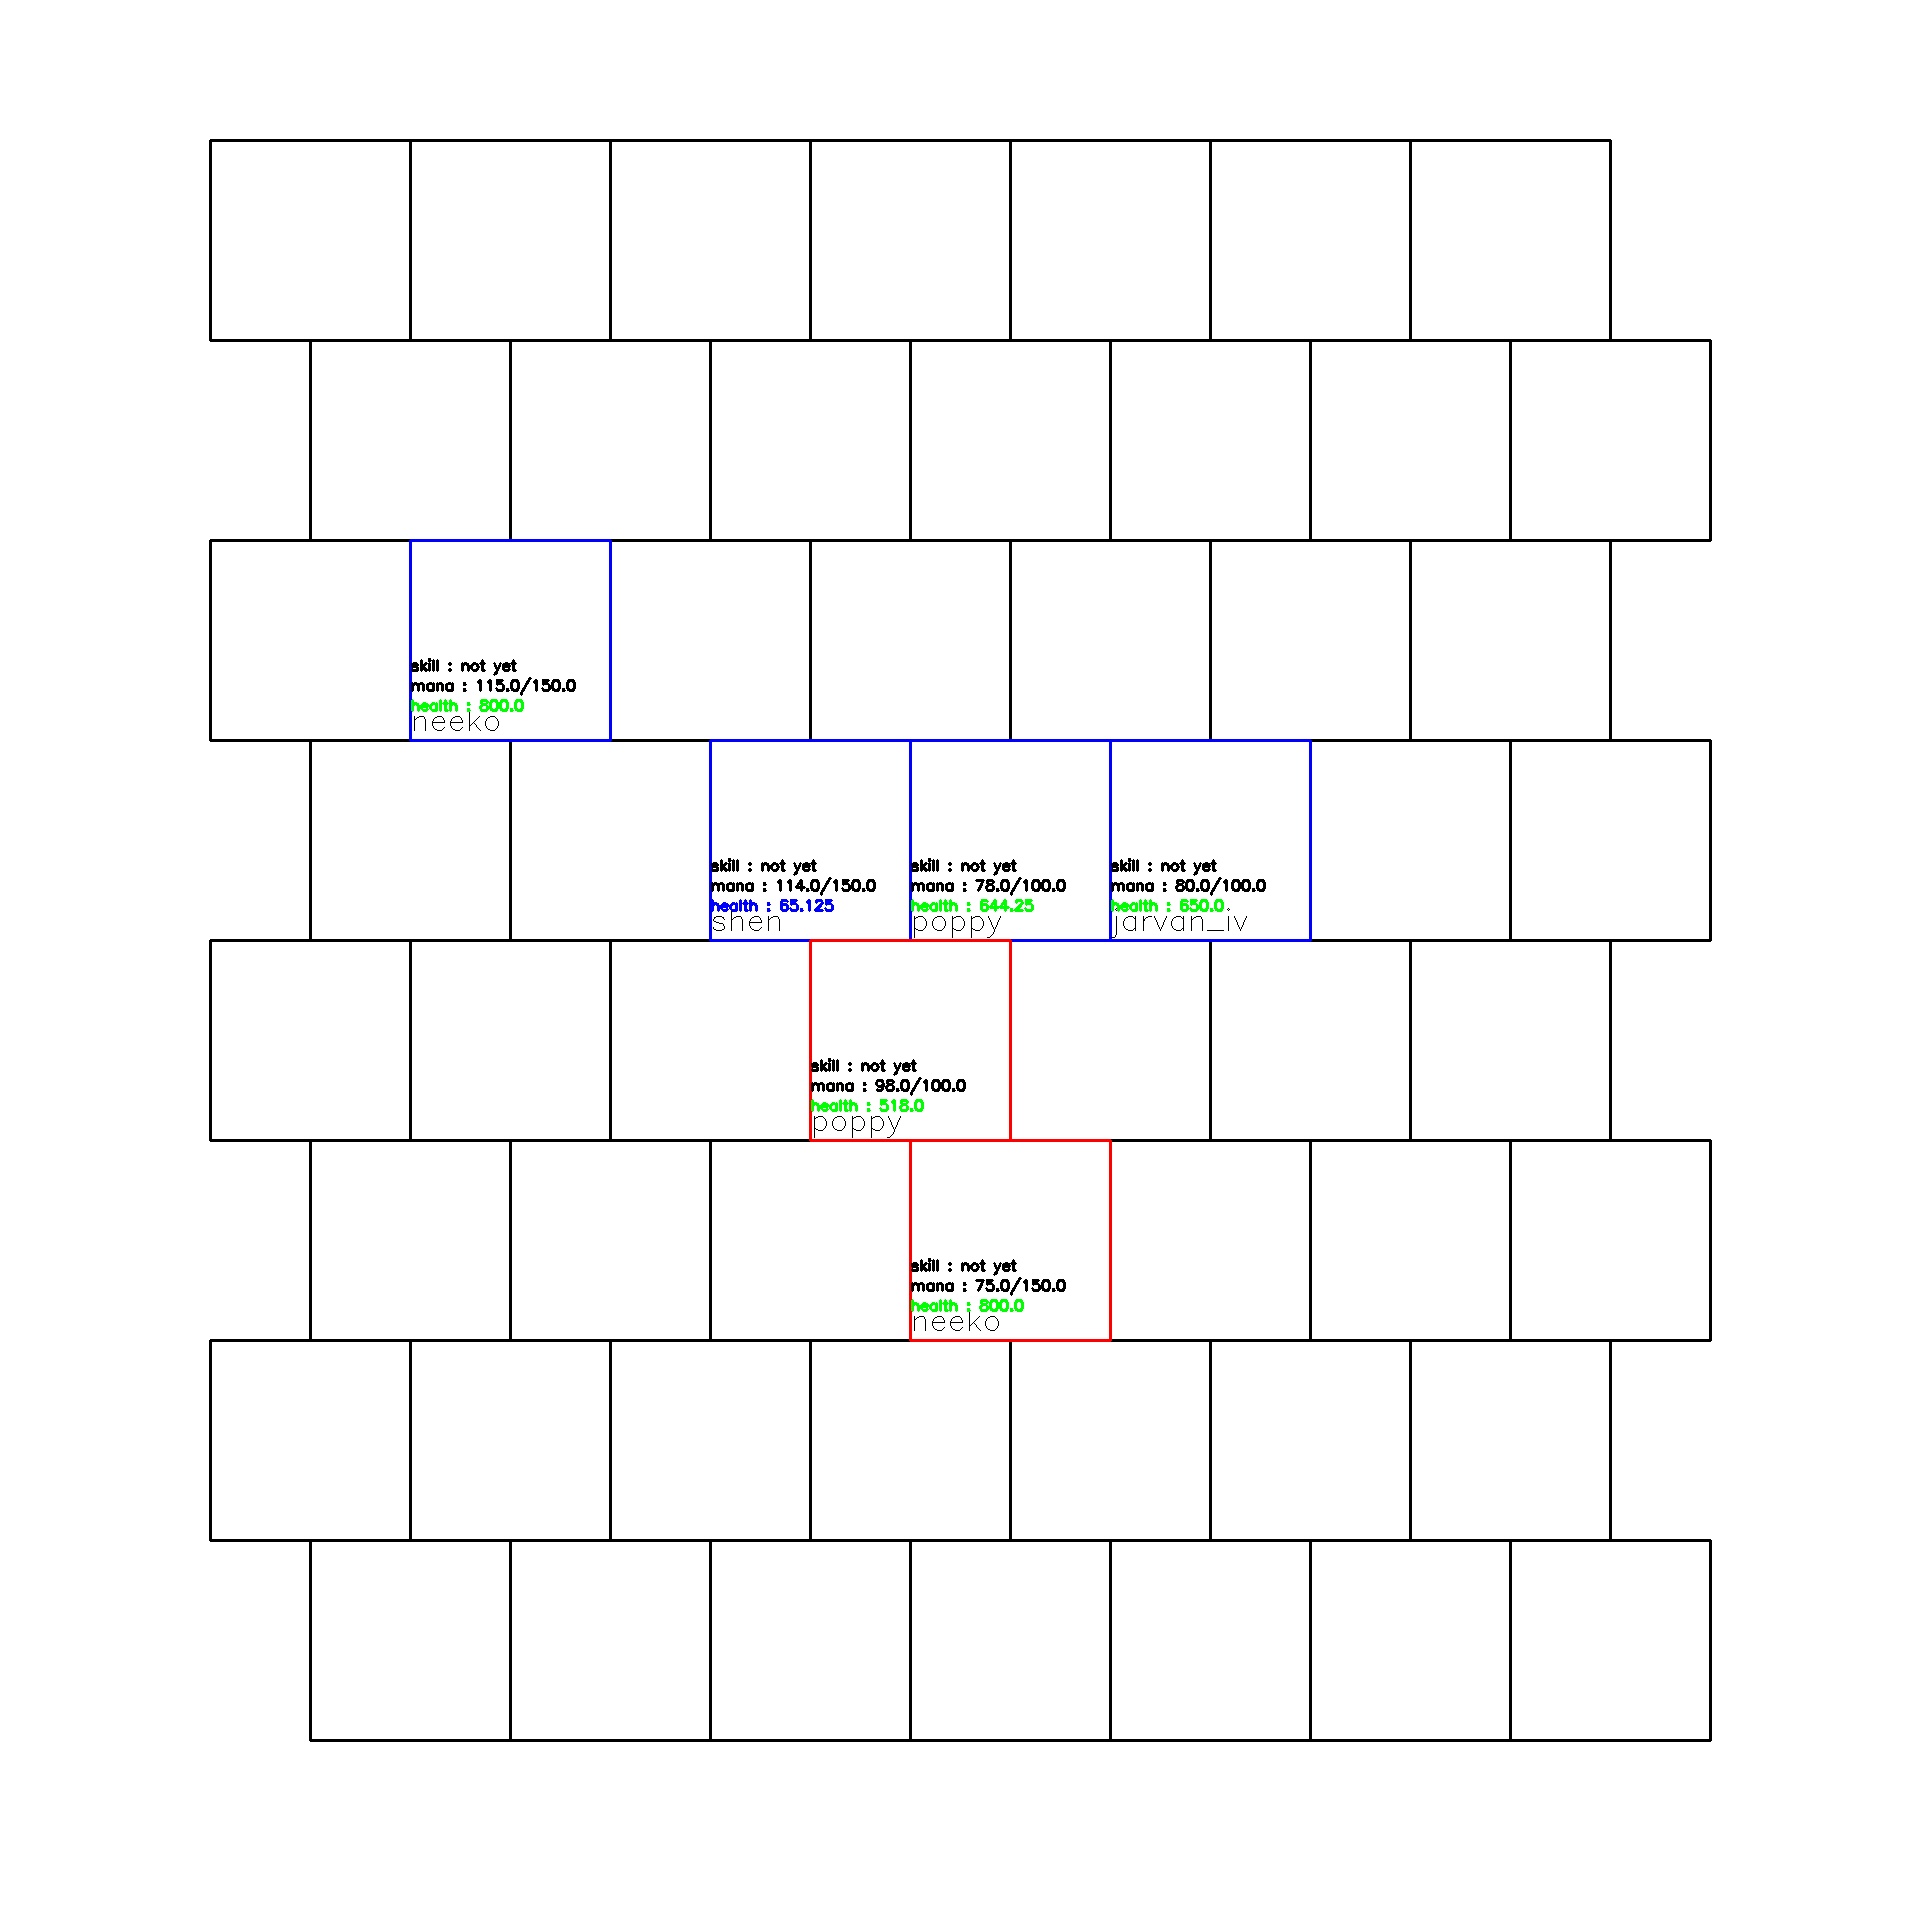 skill : not yet
mana : 115.0/150.0
health : 800.0
neeko
skill : not yet
mana : 114.0/150.0
health : 65.125
shen
skill : not yet
mana : 78.0/100.0
health : 644.25
poppy
skill : not yet
mana : 80.0/100.0
health : 650.0
jarvan_iv
skill : not yet
mana : 98.0/100.0
health : 518.0
poppy
skill : not yet
mana : 75.0/150.0
health : 800.0
neeko